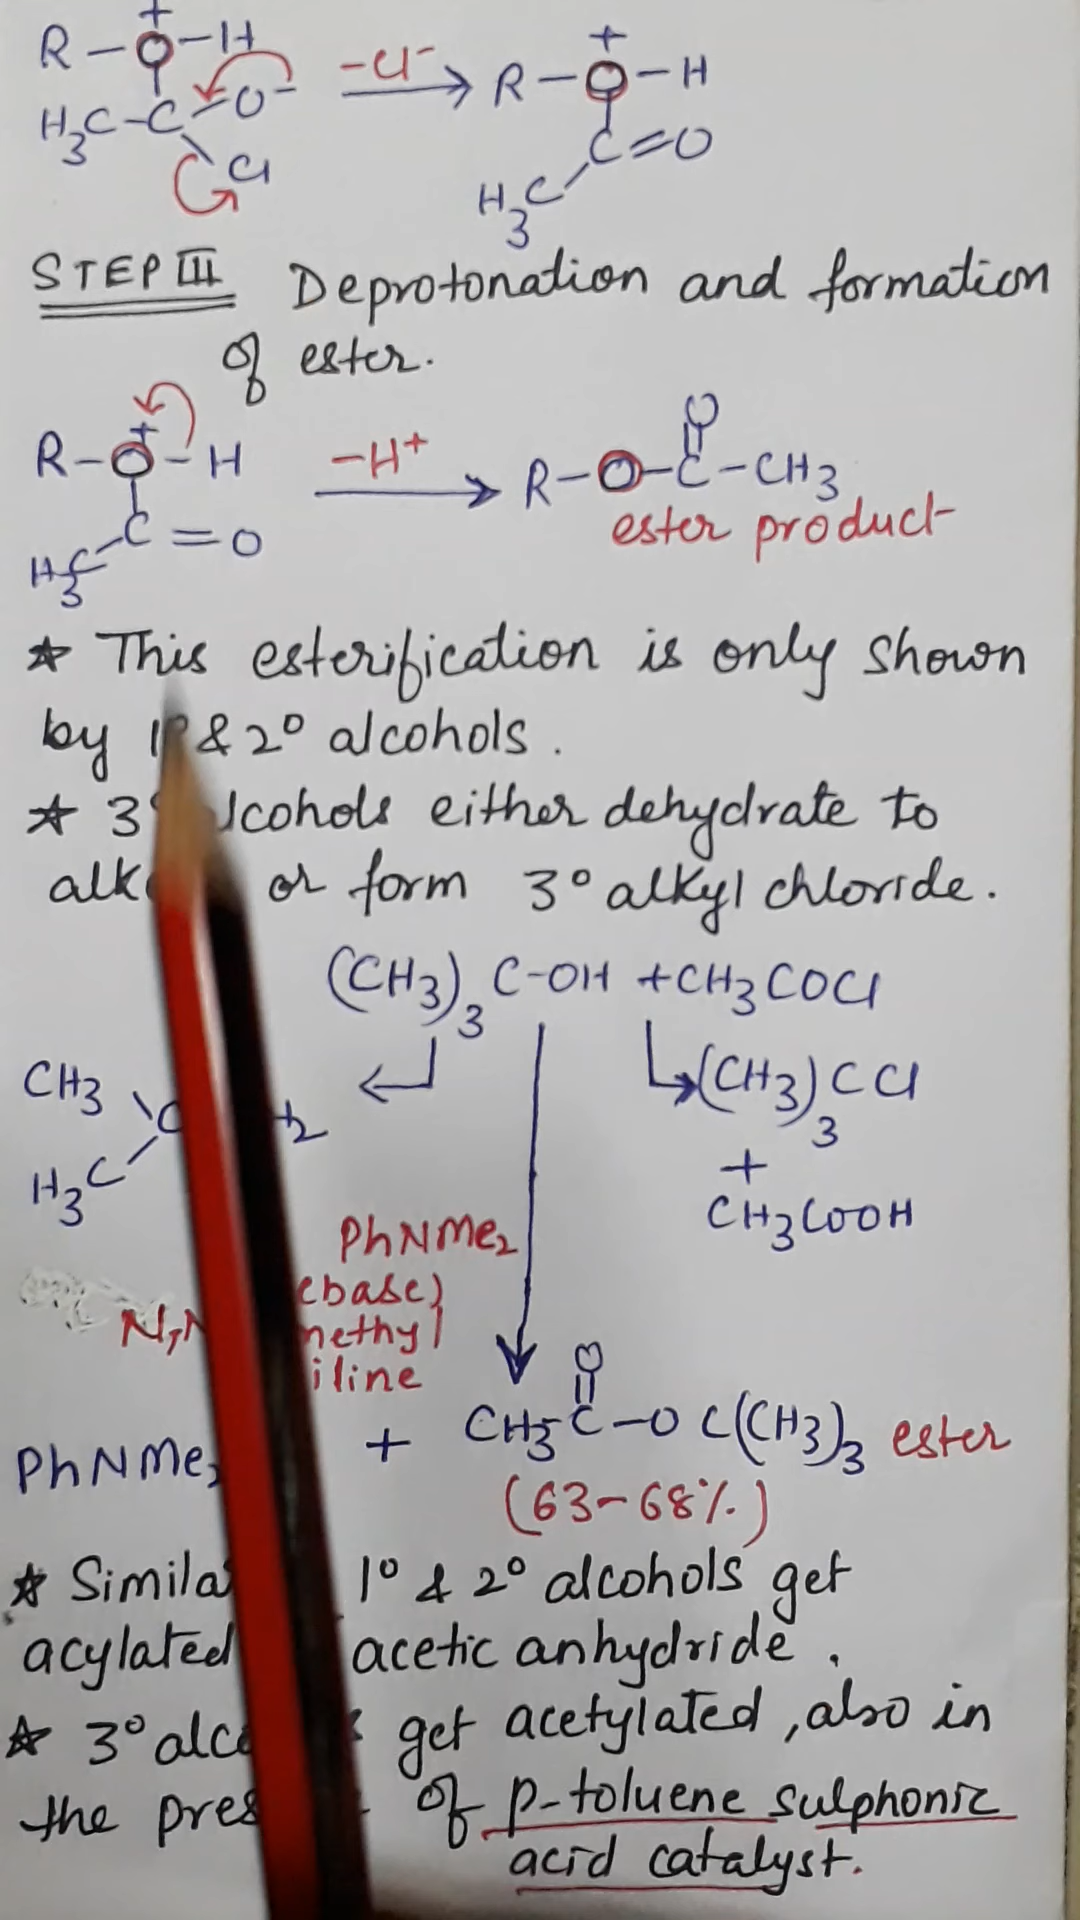 R-O-H
+
H3C-C-O-
Cl
-Cl-
+
R-O-H
C=O
H3C
STEP III Deprotonation and formation
of ester.
+
R-O-H
C=O
H3C
-H+
O
R-O-C-CH3
ester product
* This esterification is only shown
by 1° & 2° alcohols.
* 3° alcohols either dehydrate to
or form 3° alkyl chloride.
(CH3)3C-OH + CH3COCl
CH3
H3C
(CH3)3CCl
+
CH3COOH
PhNMe2
(base)
PhNMe2
+
O
CH3C-OC(CH3)3 ester
(63-68%)
* 1° & 2° alcohols get
acylated acetic anhydride.
* 3° get acetylated, also in
the of p-toluene sulphonic
acid catalyst.